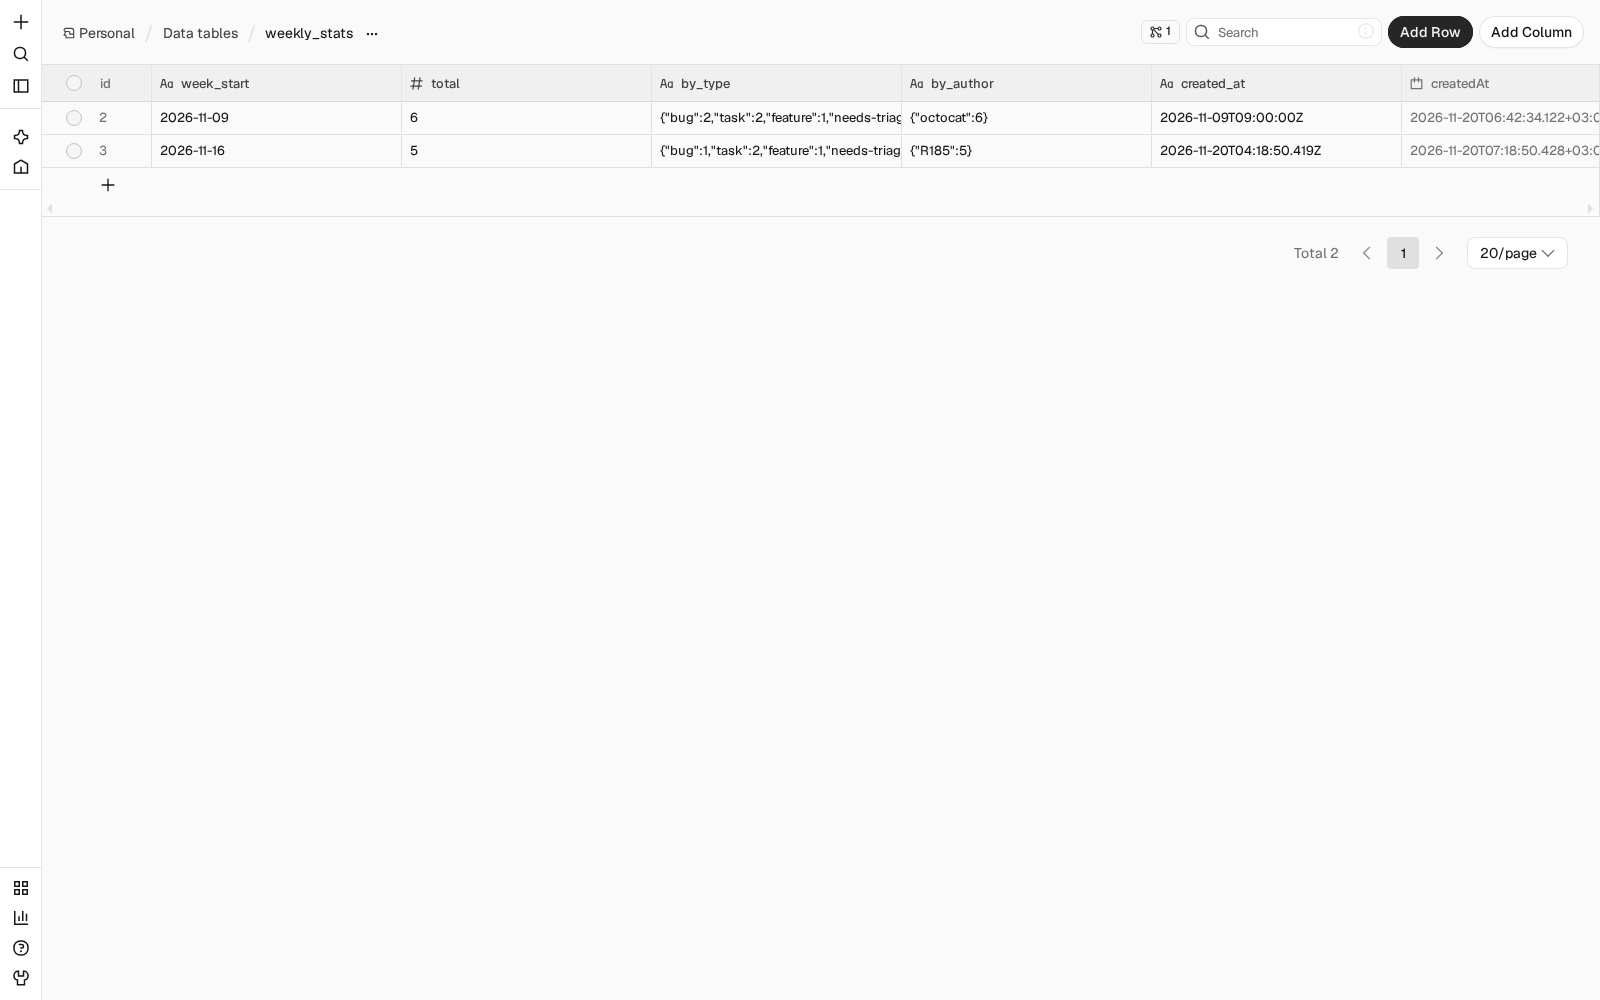 Personal / Data tables / weekly_stats ...
1 Search Add Row Add Column
id Aa week_start # total Aa by_type Aa by_author Aa created_at createdAt
2 2026-11-09 6 {"bug":2,"task":2,"feature":1,"needs-triag {"octocat":6} 2026-11-09T09:00:00Z 2026-11-20T06:42:34.122+03:0
3 2026-11-16 5 {"bug":1,"task":2,"feature":1,"needs-triag {"R185":5} 2026-11-20T04:18:50.419Z 2026-11-20T07:18:50.428+03:0
Total 2 1 20/page